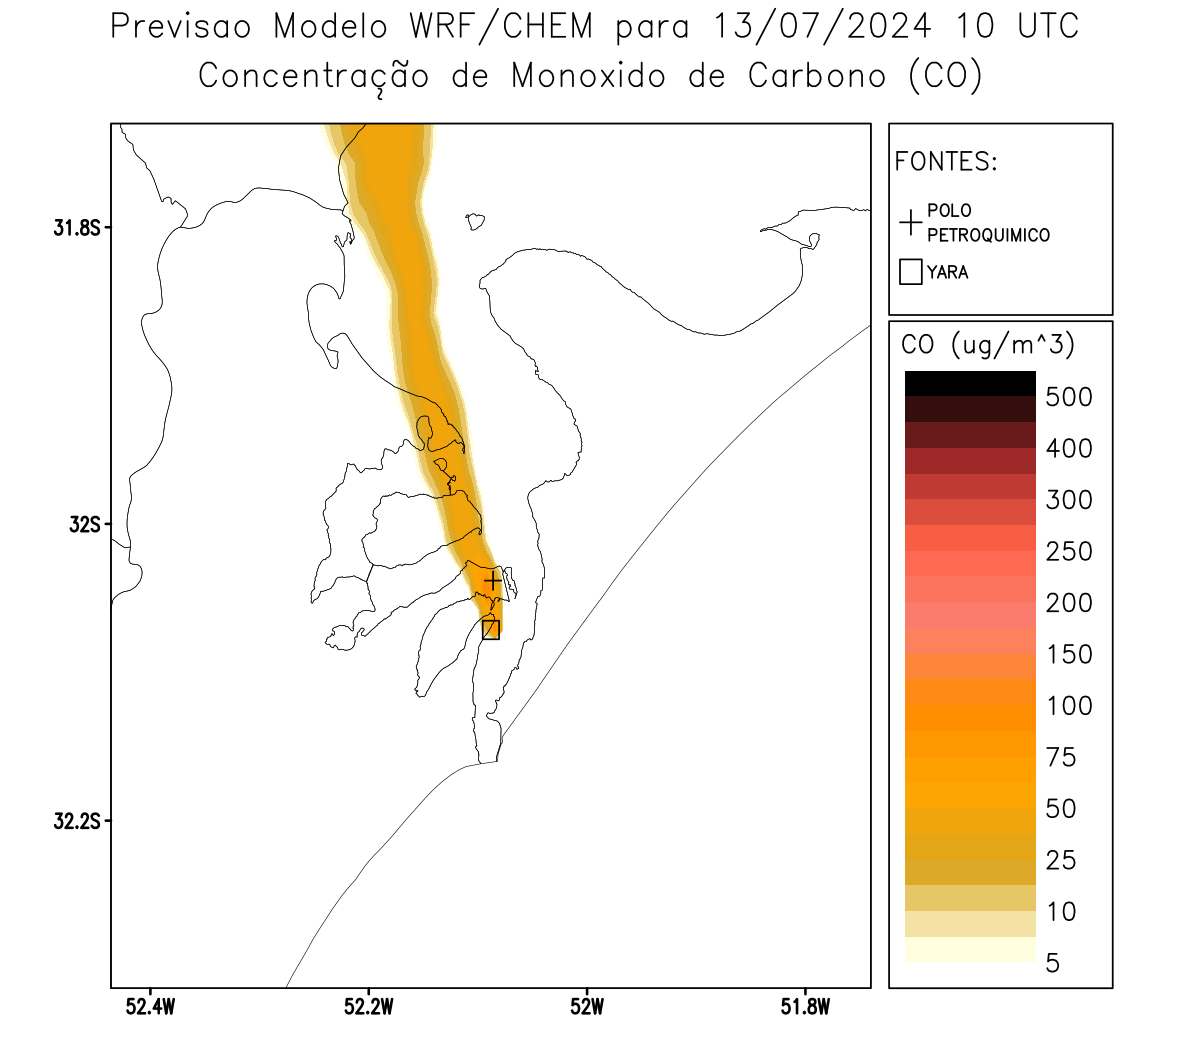 Previsao Modelo WRF/CHEM para 13/07/2024 10 UTC
Concentração de Monoxido de Carbono (CO)
FONTES:
POLO
PETROQUIMICO
YARA
31.8S
32S
32.2S
52.4W
52.2W
52W
51.8W
CO (ug/m^3)
500
400
300
250
200
150
100
75
50
25
10
5